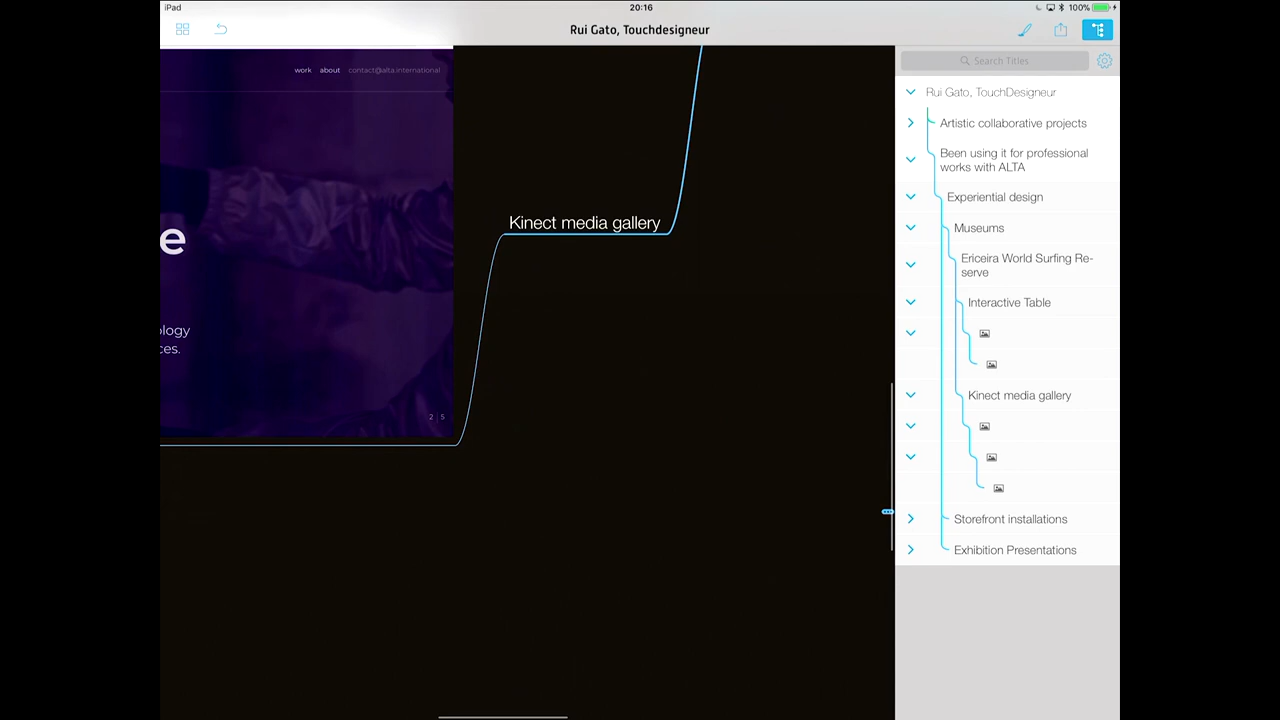 iPad
20:16
100%
Rui Gato, Touchdesigneur
Search Titles
work about contact@alta.international
Rui Gato, TouchDesigneur
Artistic collaborative projects
Been using it for professional
works with ALTA
Experiential design
Kinect media gallery
Museums
e
Ericeira World Surfing Re-
serve
Interactive Table
ology
ces.
Kinect media gallery
2 | 5
Storefront installations
Exhibition Presentations